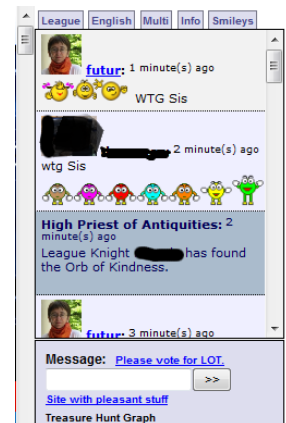 League English Multi Info Smileys
futur: 1 minute(s) ago
WTG Sis
2 minute(s) ago
wtg Sis
High Priest of Antiquities: 2
minute(s) ago
League Knight has found
the Orb of Kindness.
futur: 3 minute(s) ago
Message: Please vote for LOT.
>>
Site with pleasant stuff
Treasure Hunt Graph